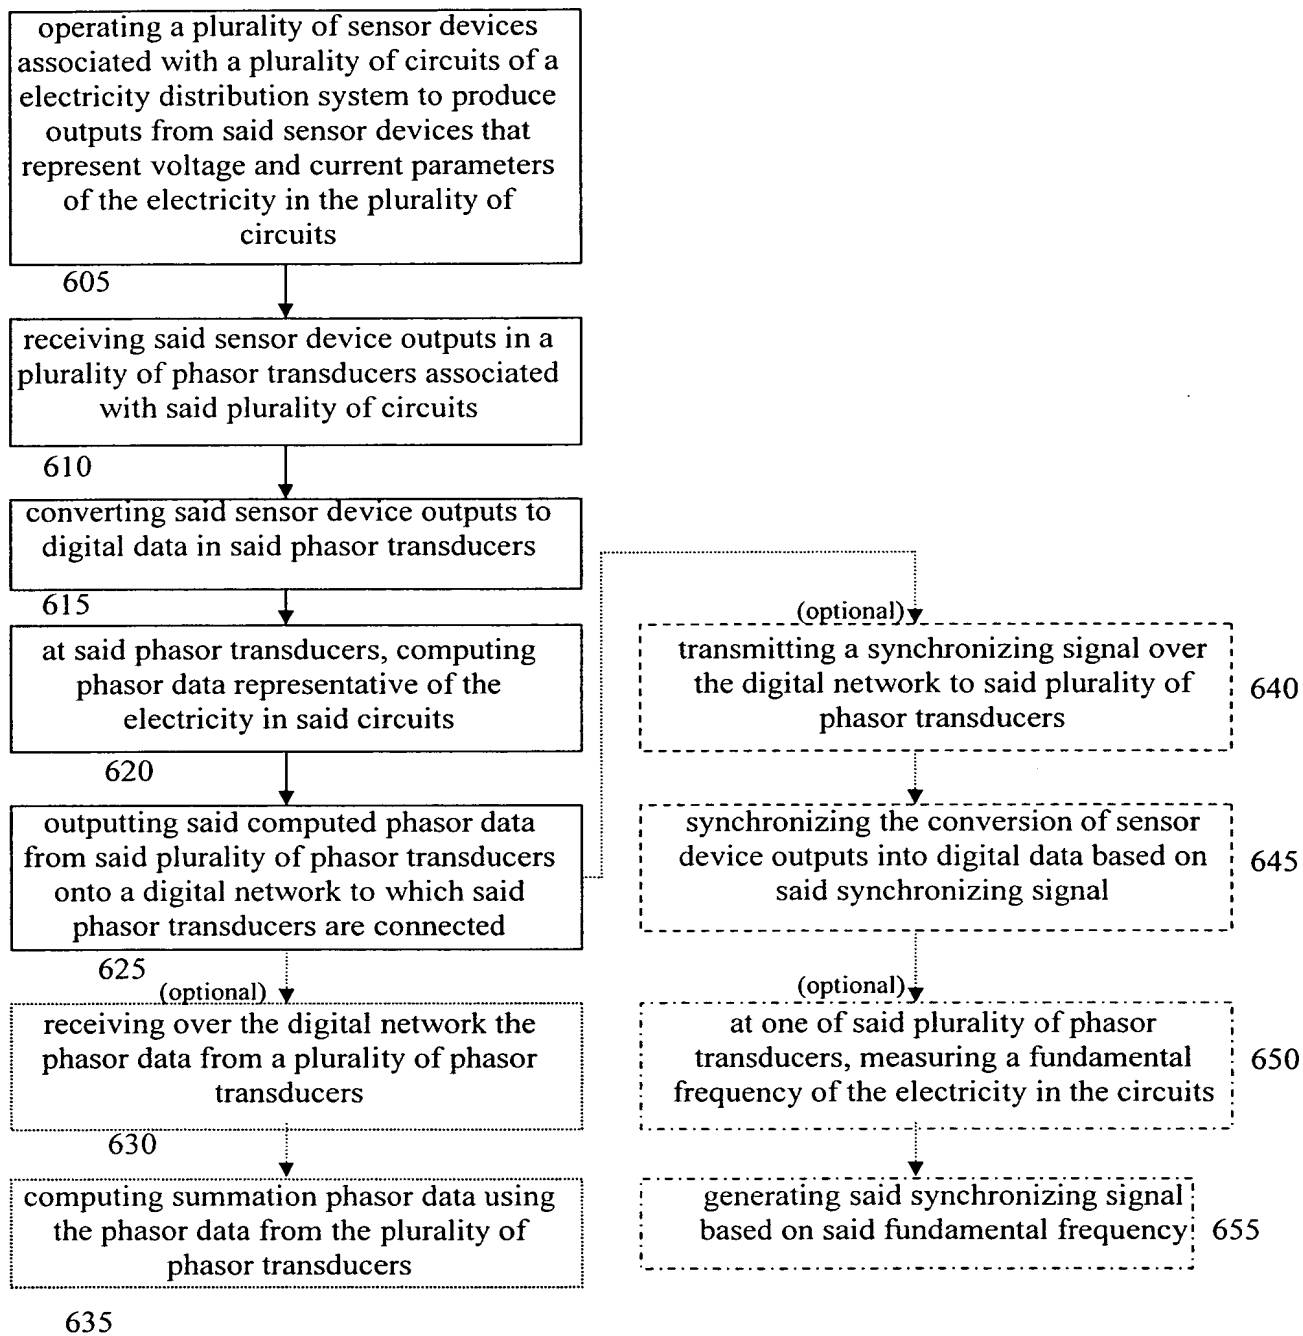 operating a plurality of sensor devices
associated with a plurality of circuits of a
electricity distribution system to produce
outputs from said sensor devices that
represent voltage and current parameters
of the electricity in the plurality of
circuits
605
receiving said sensor device outputs in a
plurality of phasor transducers associated
with said plurality of circuits
610
converting said sensor device outputs to
digital data in said phasor transducers
615
at said phasor transducers, computing
phasor data representative of the
electricity in said circuits
620
outputting said computed phasor data
from said plurality of phasor transducers
onto a digital network to which said
phasor transducers are connected
625
(optional)
receiving over the digital network the
phasor data from a plurality of phasor
transducers
630
computing summation phasor data using
the phasor data from the plurality of
phasor transducers
635
(optional)
transmitting a synchronizing signal over
the digital network to said plurality of
phasor transducers
640
synchronizing the conversion of sensor
device outputs into digital data based on
said synchronizing signal
645
(optional)
at one of said plurality of phasor
transducers, measuring a fundamental
frequency of the electricity in the circuits
650
generating said synchronizing signal
based on said fundamental frequency
655